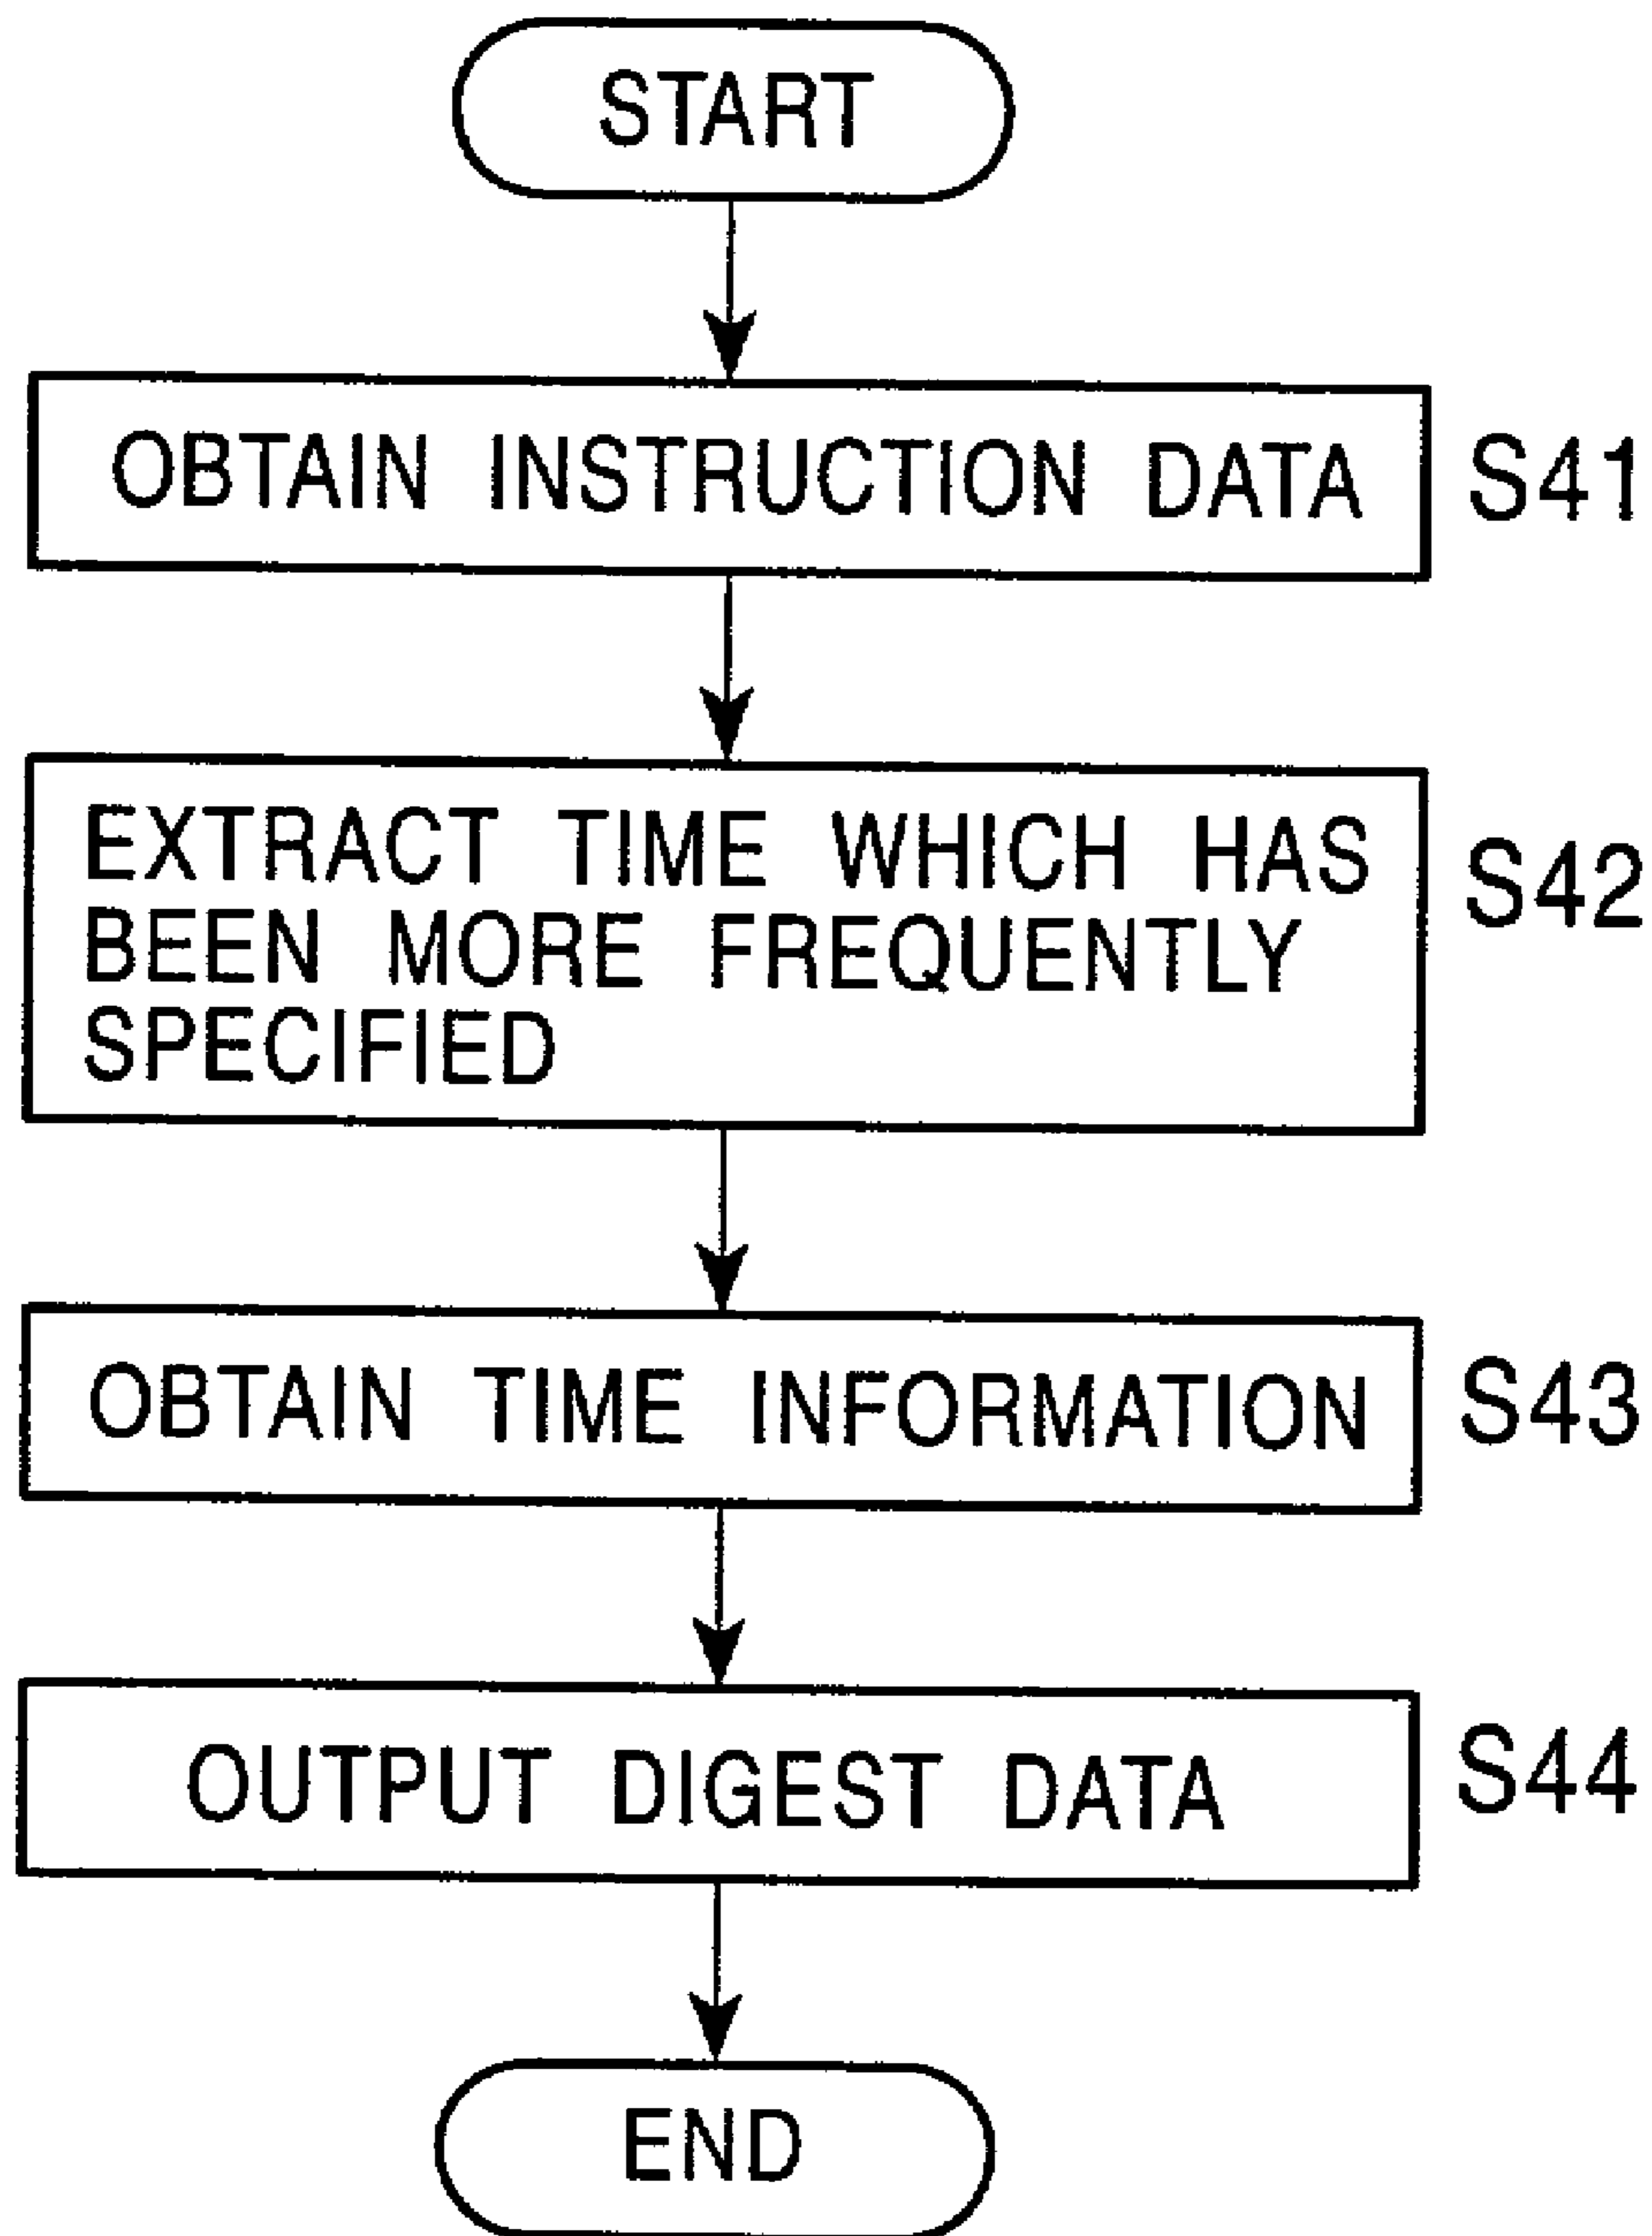 START
OBTAIN INSTRUCTION DATA S41
EXTRACT TIME WHICH HAS
BEEN MORE FREQUENTLY
SPECIFIED
S42
OBTAIN TIME INFORMATION S43
OUTPUT DIGEST DATA S44
END